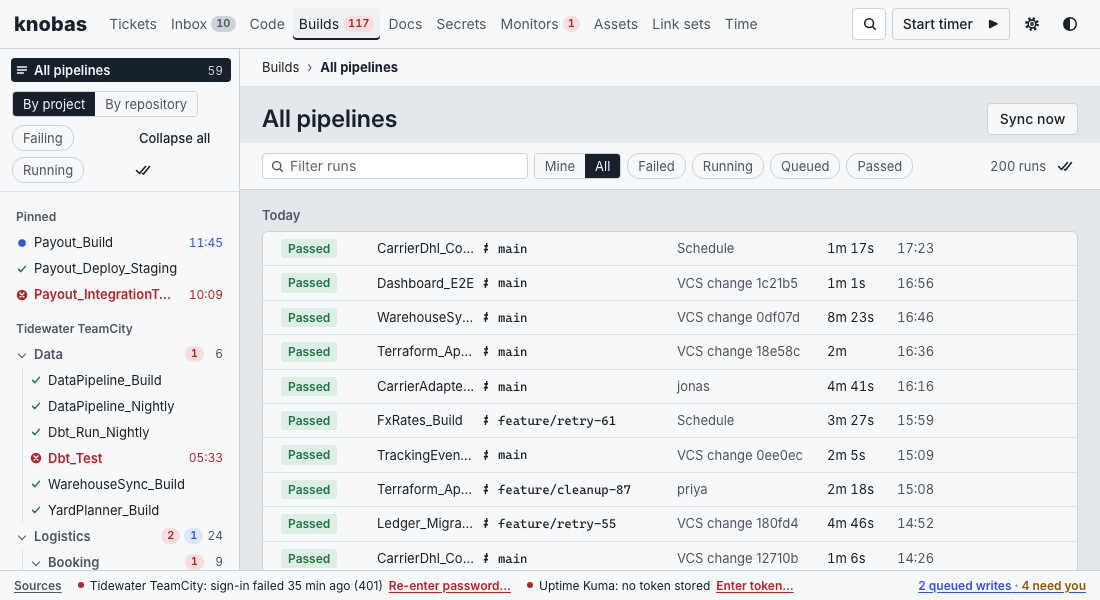 knobas Tickets Inbox 10 Code Builds 117 Docs Secrets Monitors 1 Assets Link sets Time Start timer
All pipelines 59
By project By repository
Failing Collapse all
Running
Pinned
Payout_Build 11:45
Payout_Deploy_Staging
Payout_IntegrationT... 10:09
Tidewater TeamCity
Data 1 6
DataPipeline_Build
DataPipeline_Nightly
Dbt_Run_Nightly
Dbt_Test 05:33
WarehouseSync_Build
YardPlanner_Build
Logistics 2 1 24
Booking 1 9
Builds › All pipelines
All pipelines Sync now
Filter runs Mine All Failed Running Queued Passed 200 runs
Today
Passed CarrierDhl_Co... main Schedule 1m 17s 17:23
Passed Dashboard_E2E main VCS change 1c21b5 1m 1s 16:56
Passed WarehouseSy... main VCS change 0df07d 8m 23s 16:46
Passed Terraform_Ap... main VCS change 18e58c 2m 16:36
Passed CarrierAdapte... main jonas 4m 41s 16:16
Passed FxRates_Build feature/retry-61 Schedule 3m 27s 15:59
Passed TrackingEven... main VCS change 0ee0ec 2m 5s 15:09
Passed Terraform_Ap... feature/cleanup-87 priya 2m 18s 15:08
Passed Ledger_Migra... feature/retry-55 VCS change 180fd4 4m 46s 14:52
Passed CarrierDhl_Co... main VCS change 12710b 1m 6s 14:26
Sources Tidewater TeamCity: sign-in failed 35 min ago (401) Re-enter password... Uptime Kuma: no token stored Enter token... 2 queued writes · 4 need you